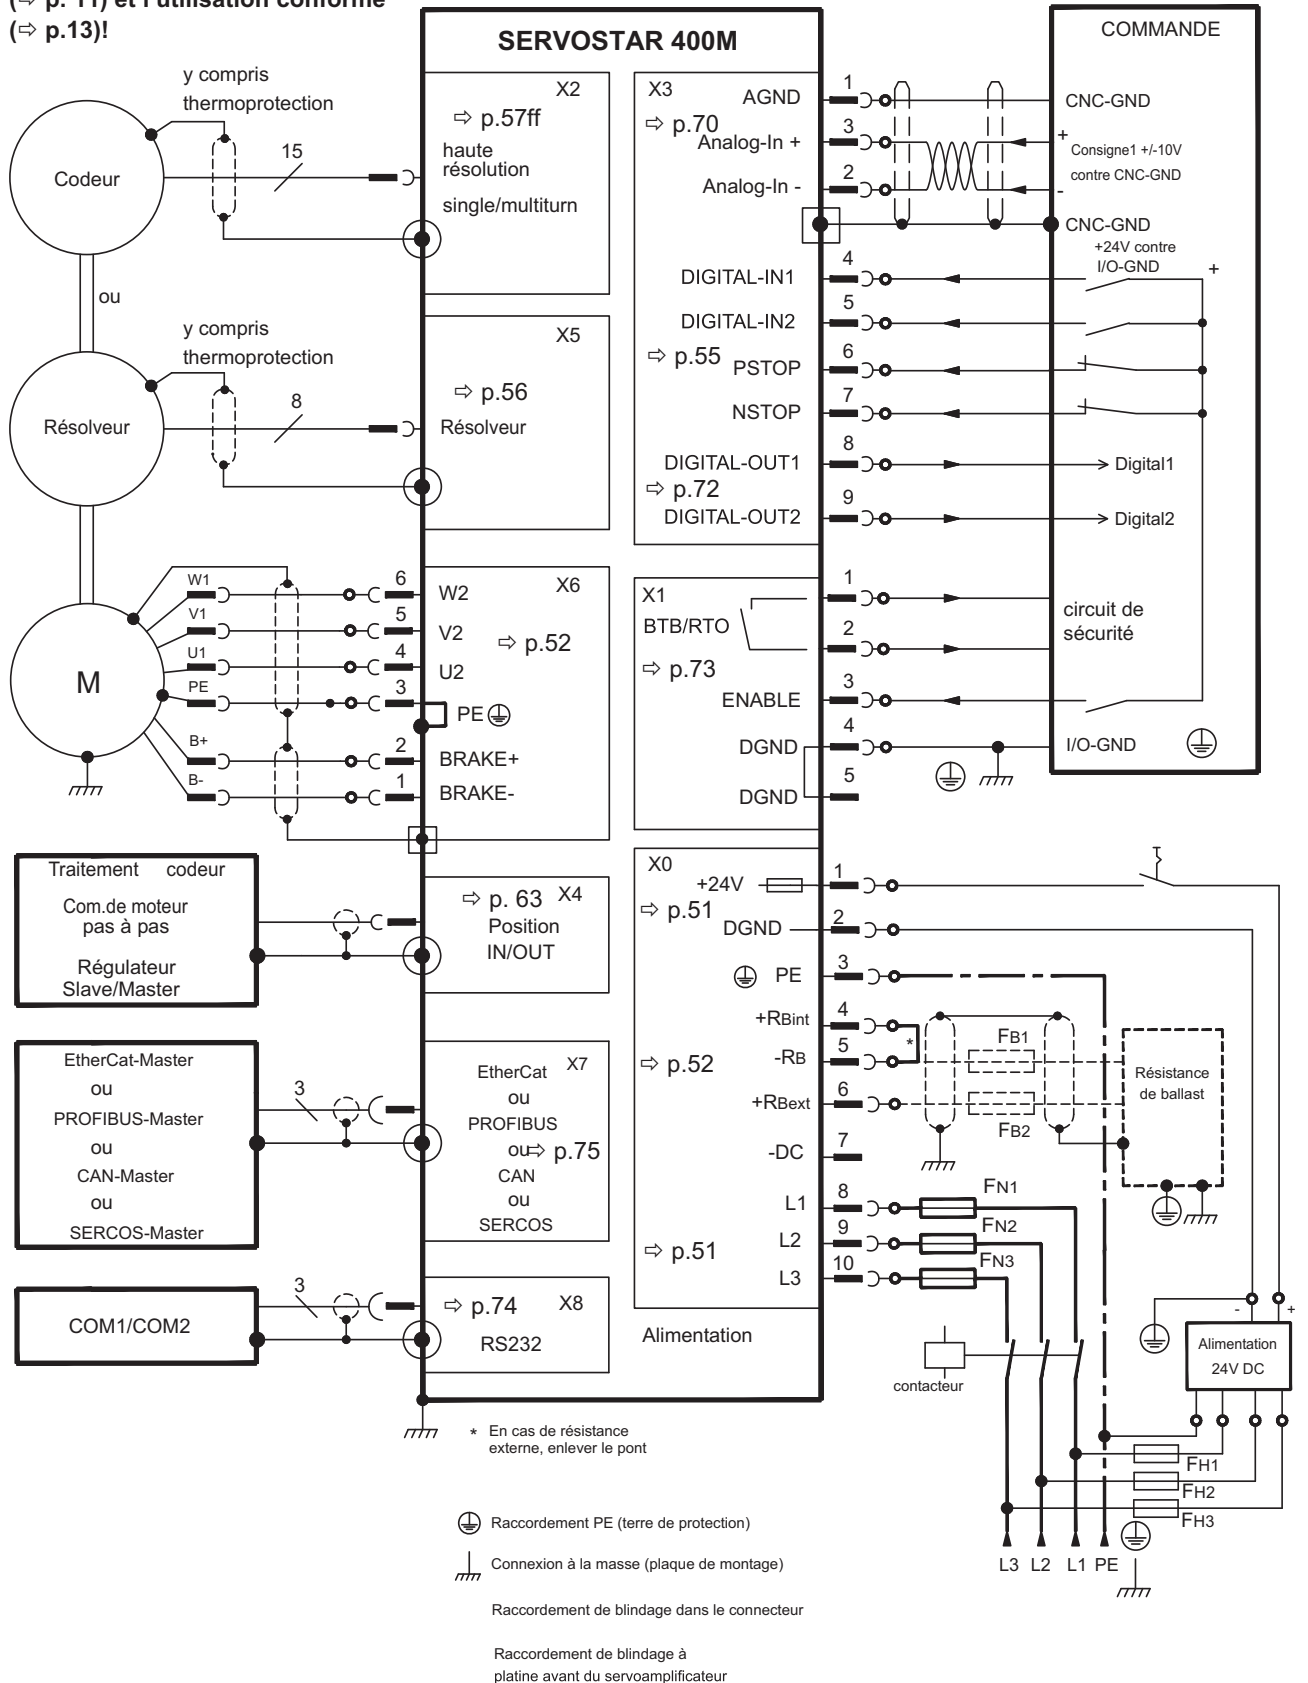 (⇨ p. 11) et l'utilisation conforme
(⇨ p.13)!
SERVOSTAR 400M
COMMANDE
y compris
thermoprotection
Codeur
15
X2
⇨ p.57ff
haute
résolution
single/multiturn
ou
y compris
thermoprotection
Résolveur
8
X5
⇨ p.56
Résolveur
M
W1
V1
U1
PE
B+
B-
6
5
4
3
2
1
X6
W2
V2
⇨ p.52
U2
PE
BRAKE+
BRAKE-
Traitement codeur
Com.de moteur
pas à pas
Régulateur
Slave/Master
⇨ p. 63 X4
Position
IN/OUT
EtherCat-Master
ou
PROFIBUS-Master
ou
CAN-Master
ou
SERCOS-Master
3
X7
EtherCat
ou
PROFIBUS
ou⇨ p.75
CAN
ou
SERCOS
COM1/COM2
3
⇨ p.74 X8
RS232
X3
⇨ p.70
AGND 1
Analog-In + 3
Analog-In - 2
CNC-GND
+
Consigne1 +/-10V
contre CNC-GND
-
CNC-GND
+24V contre
I/O-GND
+
DIGITAL-IN1 4
DIGITAL-IN2 5
⇨ p.55
PSTOP 6
NSTOP 7
DIGITAL-OUT1 8
⇨ p.72
DIGITAL-OUT2 9
Digital1
Digital2
X1
BTB/RTO
1
2
⇨ p.73
ENABLE 3
DGND 4
DGND 5
circuit de
sécurité
I/O-GND
X0
+24V 1
⇨ p.51
DGND 2
PE 3
+RBint 4
⇨ p.52
-RB 5
+RBext 6
-DC 7
L1 8
L2 9
⇨ p.51
L3 10
Alimentation
*
FB1
FB2
Résistance
de ballast
FN1
FN2
FN3
contacteur
- +
Alimentation
24V DC
FH1
FH2
FH3
L3 L2 L1 PE
* En cas de résistance
externe, enlever le pont
Raccordement PE (terre de protection)
Connexion à la masse (plaque de montage)
Raccordement de blindage dans le connecteur
Raccordement de blindage à
platine avant du servoamplificateur